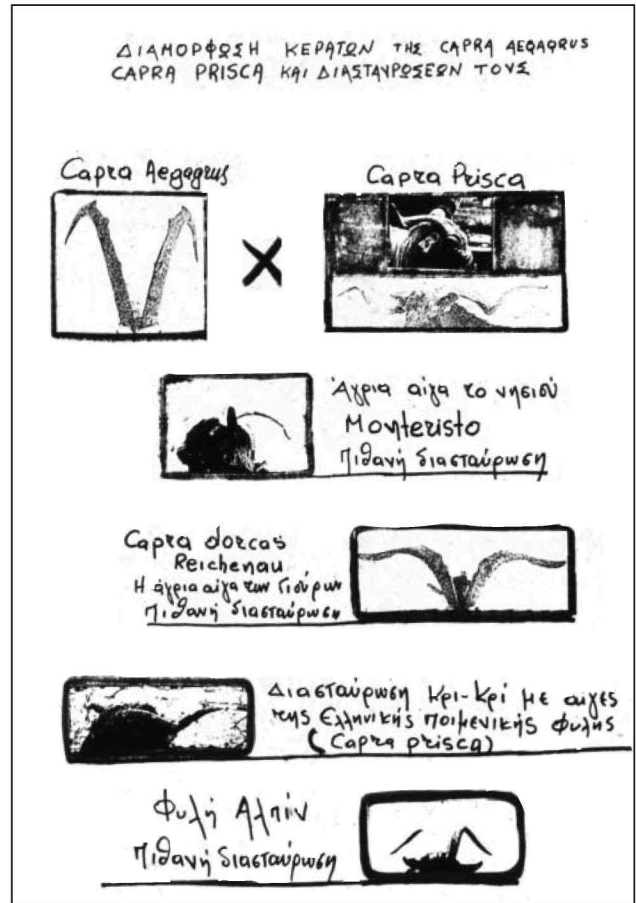 ΔΙΑΜΟΡΦΩΣΗ ΚΕΡΑΤΩΝ ΤΗΣ CAPRA AEGAGRUS
CAPRA PRISCA ΚΑΙ ΔΙΑΣΤΑΥΡΩΣΕΩΝ ΤΟΥΣ
Capra Aegagrus
Capra Prisca
X
Άγρια αίγα το νησιού
Monteristo
Πιθανή διασταύρωση
Capra dorcas
Reichenau
Η άγρια αίγα των Γιούρων
Πιθανή διασταύρωση
Διασταύρωση Κρι-Κρί με αίγες
της Ελληνικής Ποιμενικής Φυλής
(Capra prisca)
Φυλή Αλπίν
Πιθανή διασταύρωση